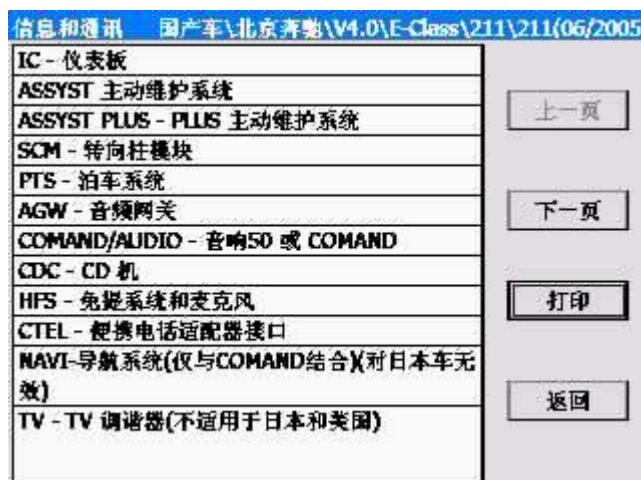 信息和通讯 国产车\北京奔驰\V4.0\E-Class\211\211(06/2005
IC - 仪表板
ASSYST 主动维护系统
ASSYST PLUS - PLUS 主动维护系统
上一页
SCM - 转向柱模块
PTS - 泊车系统
AGW - 音频网关
下一页
COMAND/AUDIO - 音响50 或 COMAND
CDC - CD 机
HFS - 免提系统和麦克风
打印
CTEL - 便携电话适配器接口
NAVI-导航系统(仅与COMAND结合)(对日本车无
效)
返回
TV - TV 调谐器(不适用于日本和英国)